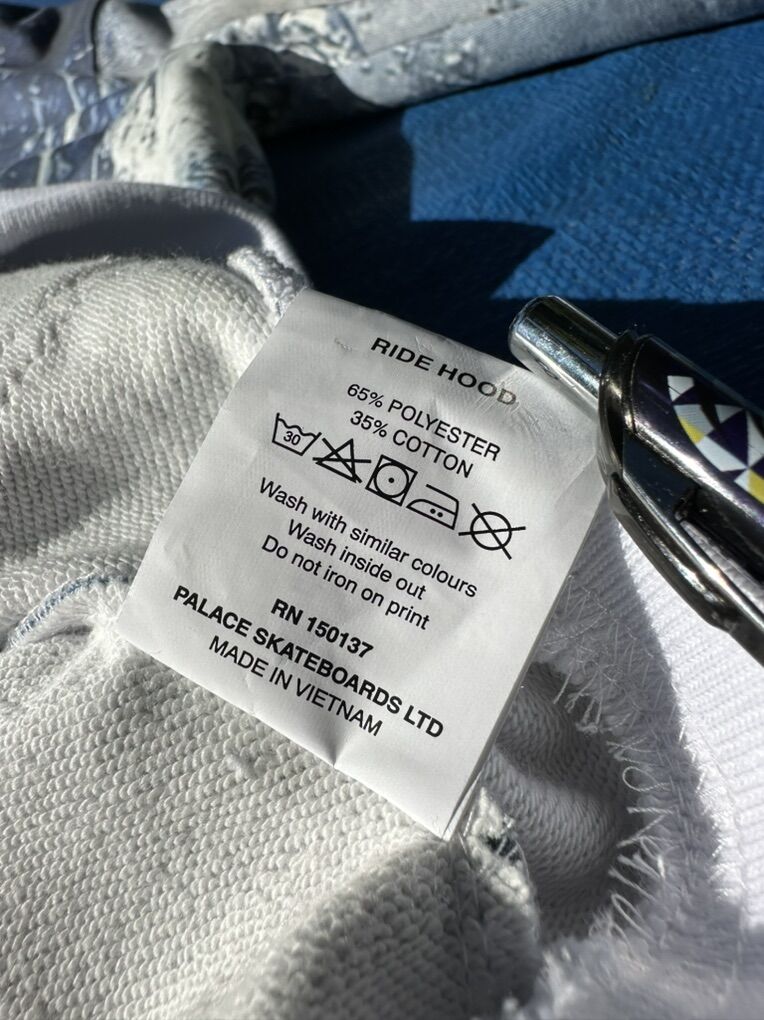 RIDE HOOD
65% POLYESTER
35% COTTON
30
Wash with similar colours
Wash inside out
Do not iron on print
RN 150137
PALACE SKATEBOARDS LTD
MADE IN VIETNAM